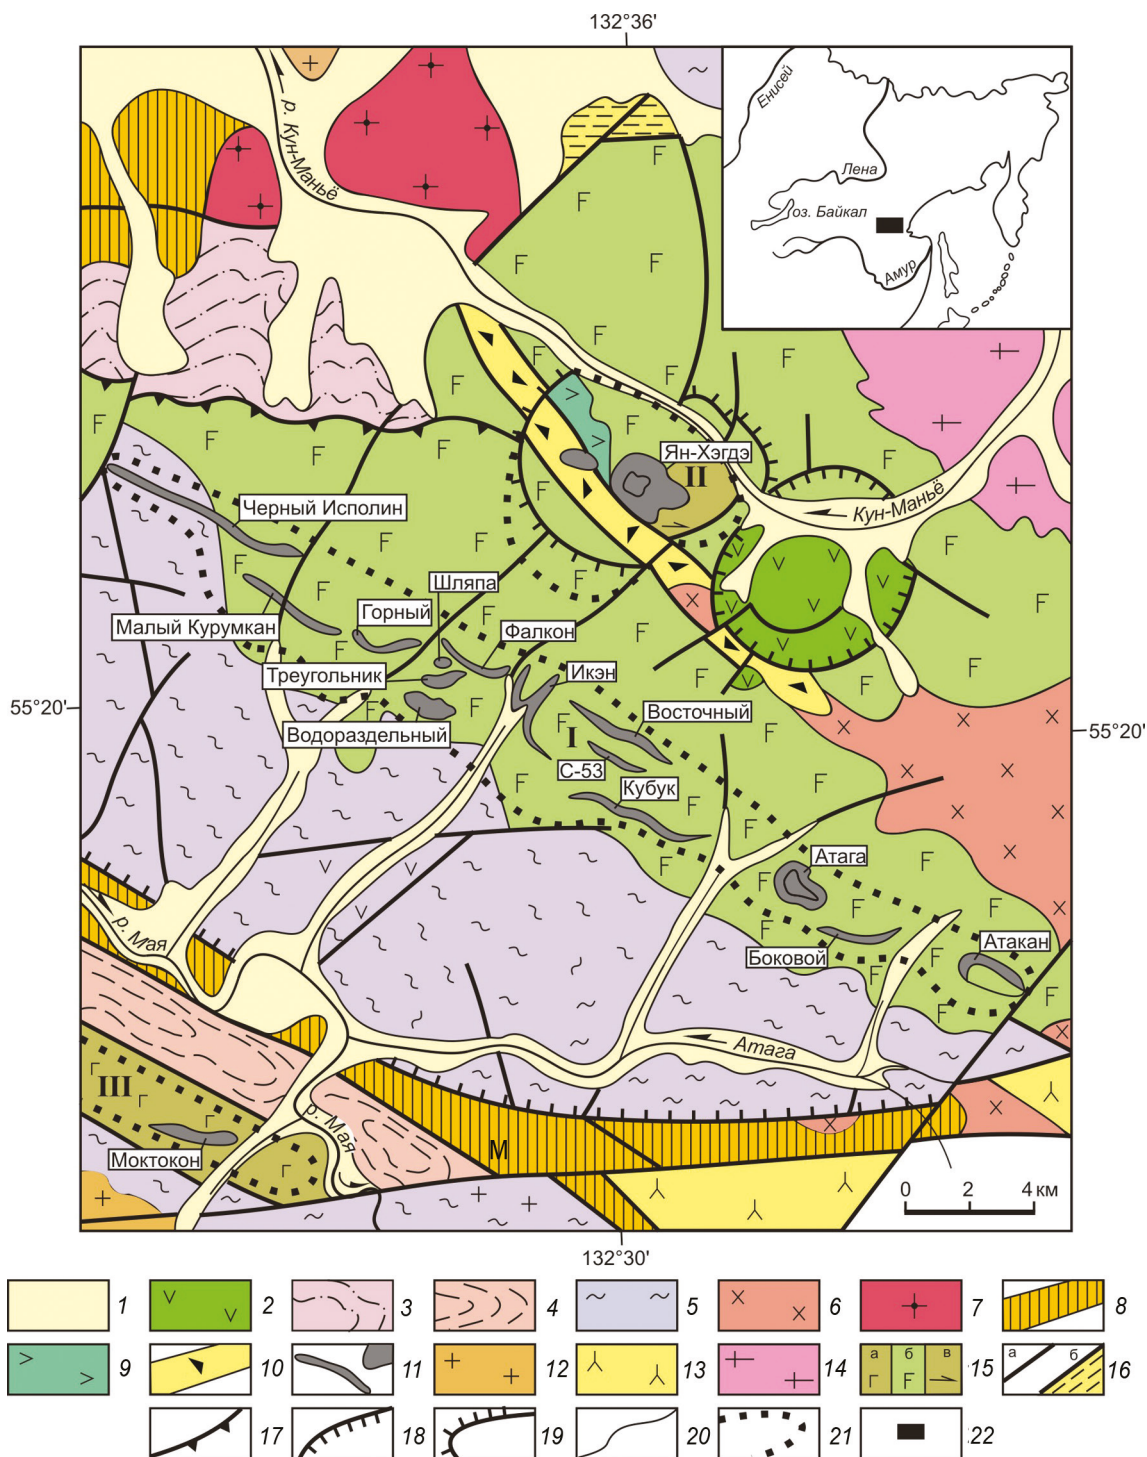 132°36'
р. Кун-Маньё
Енисей
Лена
оз. Байкал
Амур
Ян-Хэгдэ
II
Кун-Маньё
Черный Исполин
Шляпа
Горный
Малый Курумкан
Фалкон
Треугольник
Икэн
55°20'
Восточный
Водораздельный
I
55°20'
С-53
Кубук
Атага
р. Мая
Боковой
Атакан
Атага
III
р. Мая
М
Моктокон
0 2 4 км
132°30'
1 2 3 4 5 6 7 8
9 10 11 12 13 14 а б в 15 а б 16
17 18 19 20 21 22